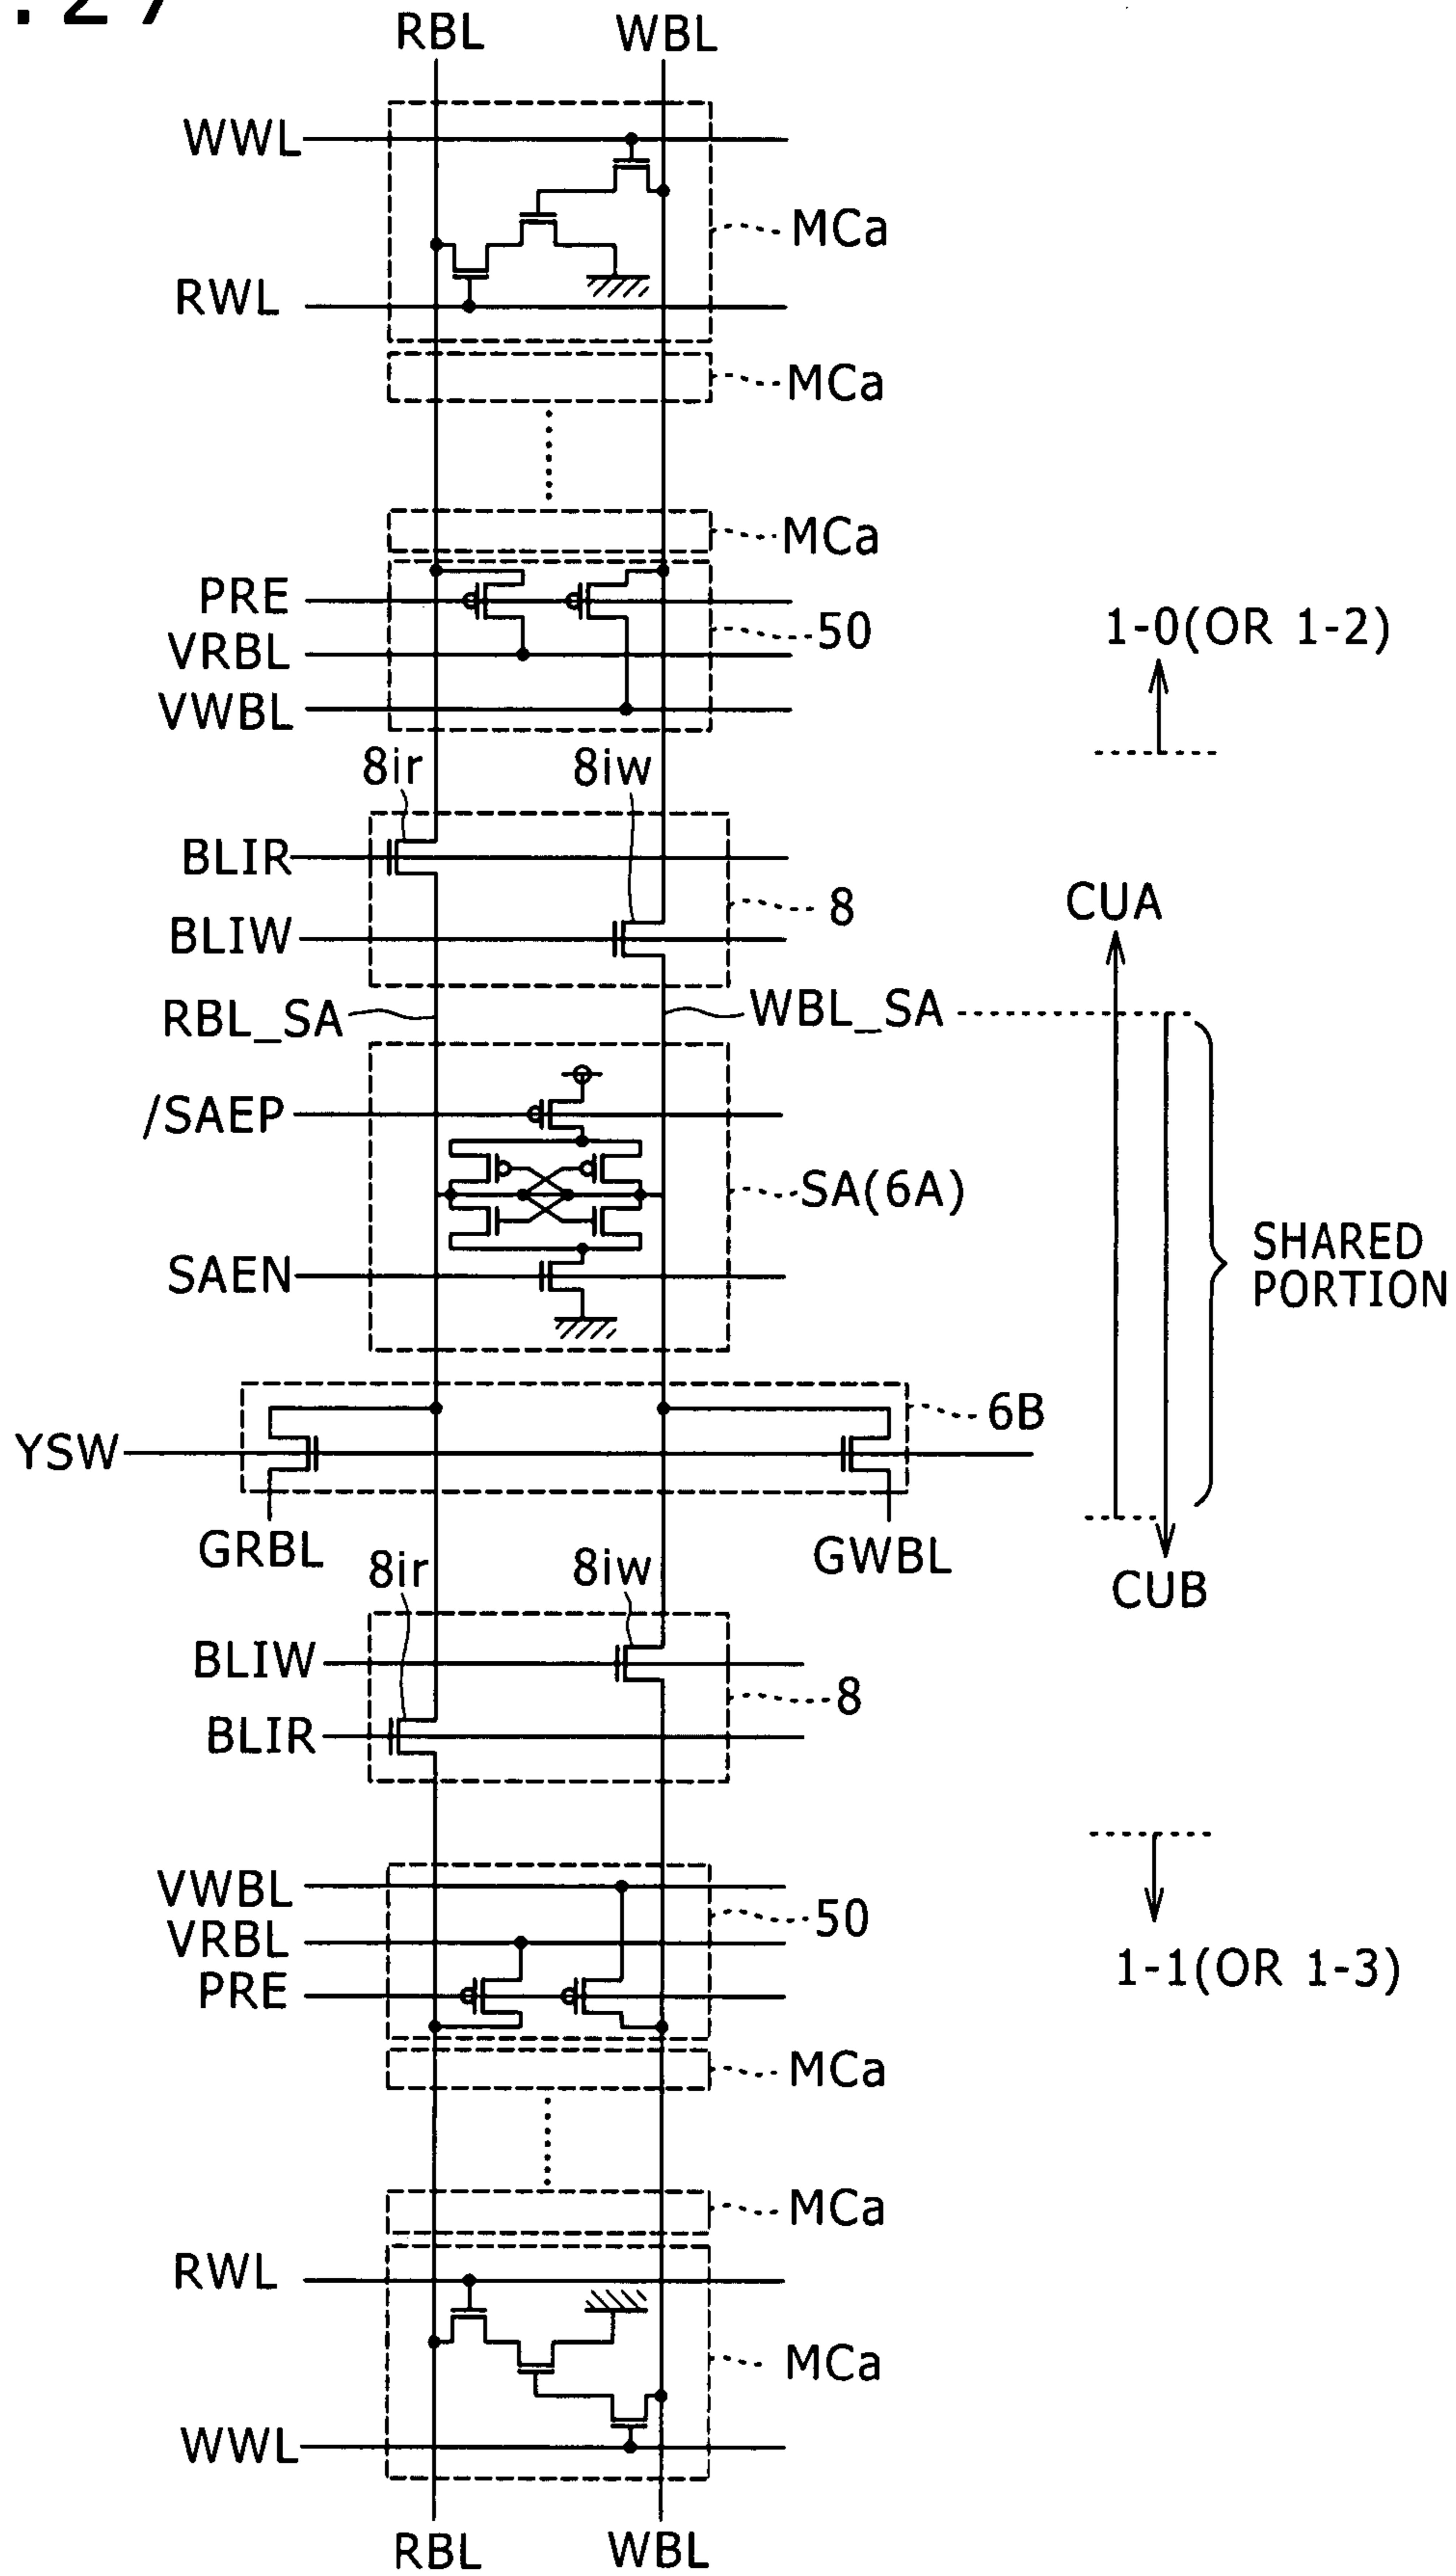 .27
RBL WBL
WWL
MCa
RWL
MCa
MCa
PRE
50
1-0(OR 1-2)
VRBL
VWBL
8ir 8iw
BLIR
8
CUA
BLIW
RBL_SA
WBL_SA
/SAEP
SA(6A)
SHARED
PORTION
SAEN
6B
YSW
GRBL
GWBL
8ir 8iw
CUB
BLIW
8
BLIR
VWBL
50
VRBL
1-1(OR 1-3)
PRE
MCa
MCa
RWL
MCa
WWL
RBL WBL